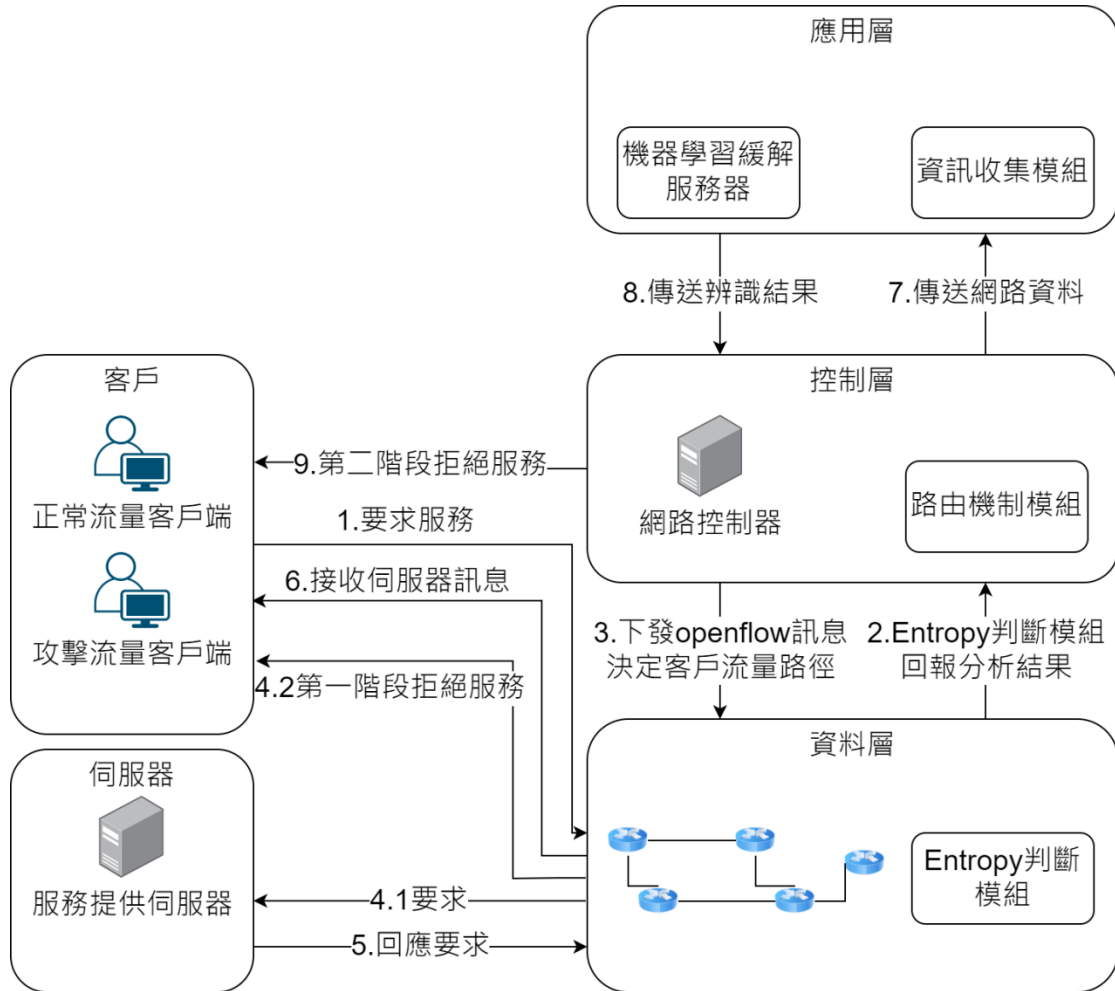 應用層
機器學習緩解
服務器
資訊收集模組
8.傳送辨識結果
7.傳送網路資料
客戶
正常流量客戶端
攻擊流量客戶端
控制層
網路控制器
路由機制模組
9.第二階段拒絕服務
1.要求服務
6.接收伺服器訊息
4.2第一階段拒絕服務
3.下發openflow訊息
決定客戶流量路徑
2.Entropy判斷模組
回報分析結果
伺服器
服務提供伺服器
資料層
Entropy判斷
模組
4.1要求
5.回應要求